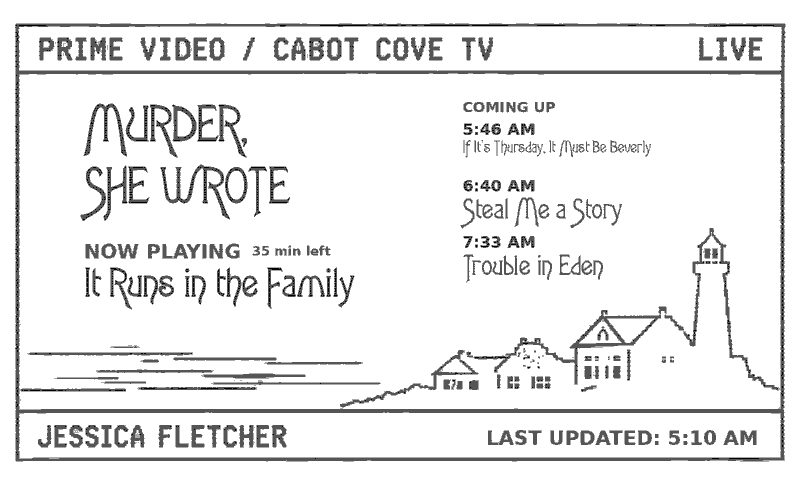 PRIME VIDEO / CABOT COVE TV
LIVE
MURDER,
SHE WROTE
NOW PLAYING 35 min left
It Runs in the Family
COMING UP
5:46 AM
If It's Thursday, It Must Be Beverly
6:40 AM
Steal Me a Story
7:33 AM
Trouble in Eden
JESSICA FLETCHER
LAST UPDATED: 5:10 AM